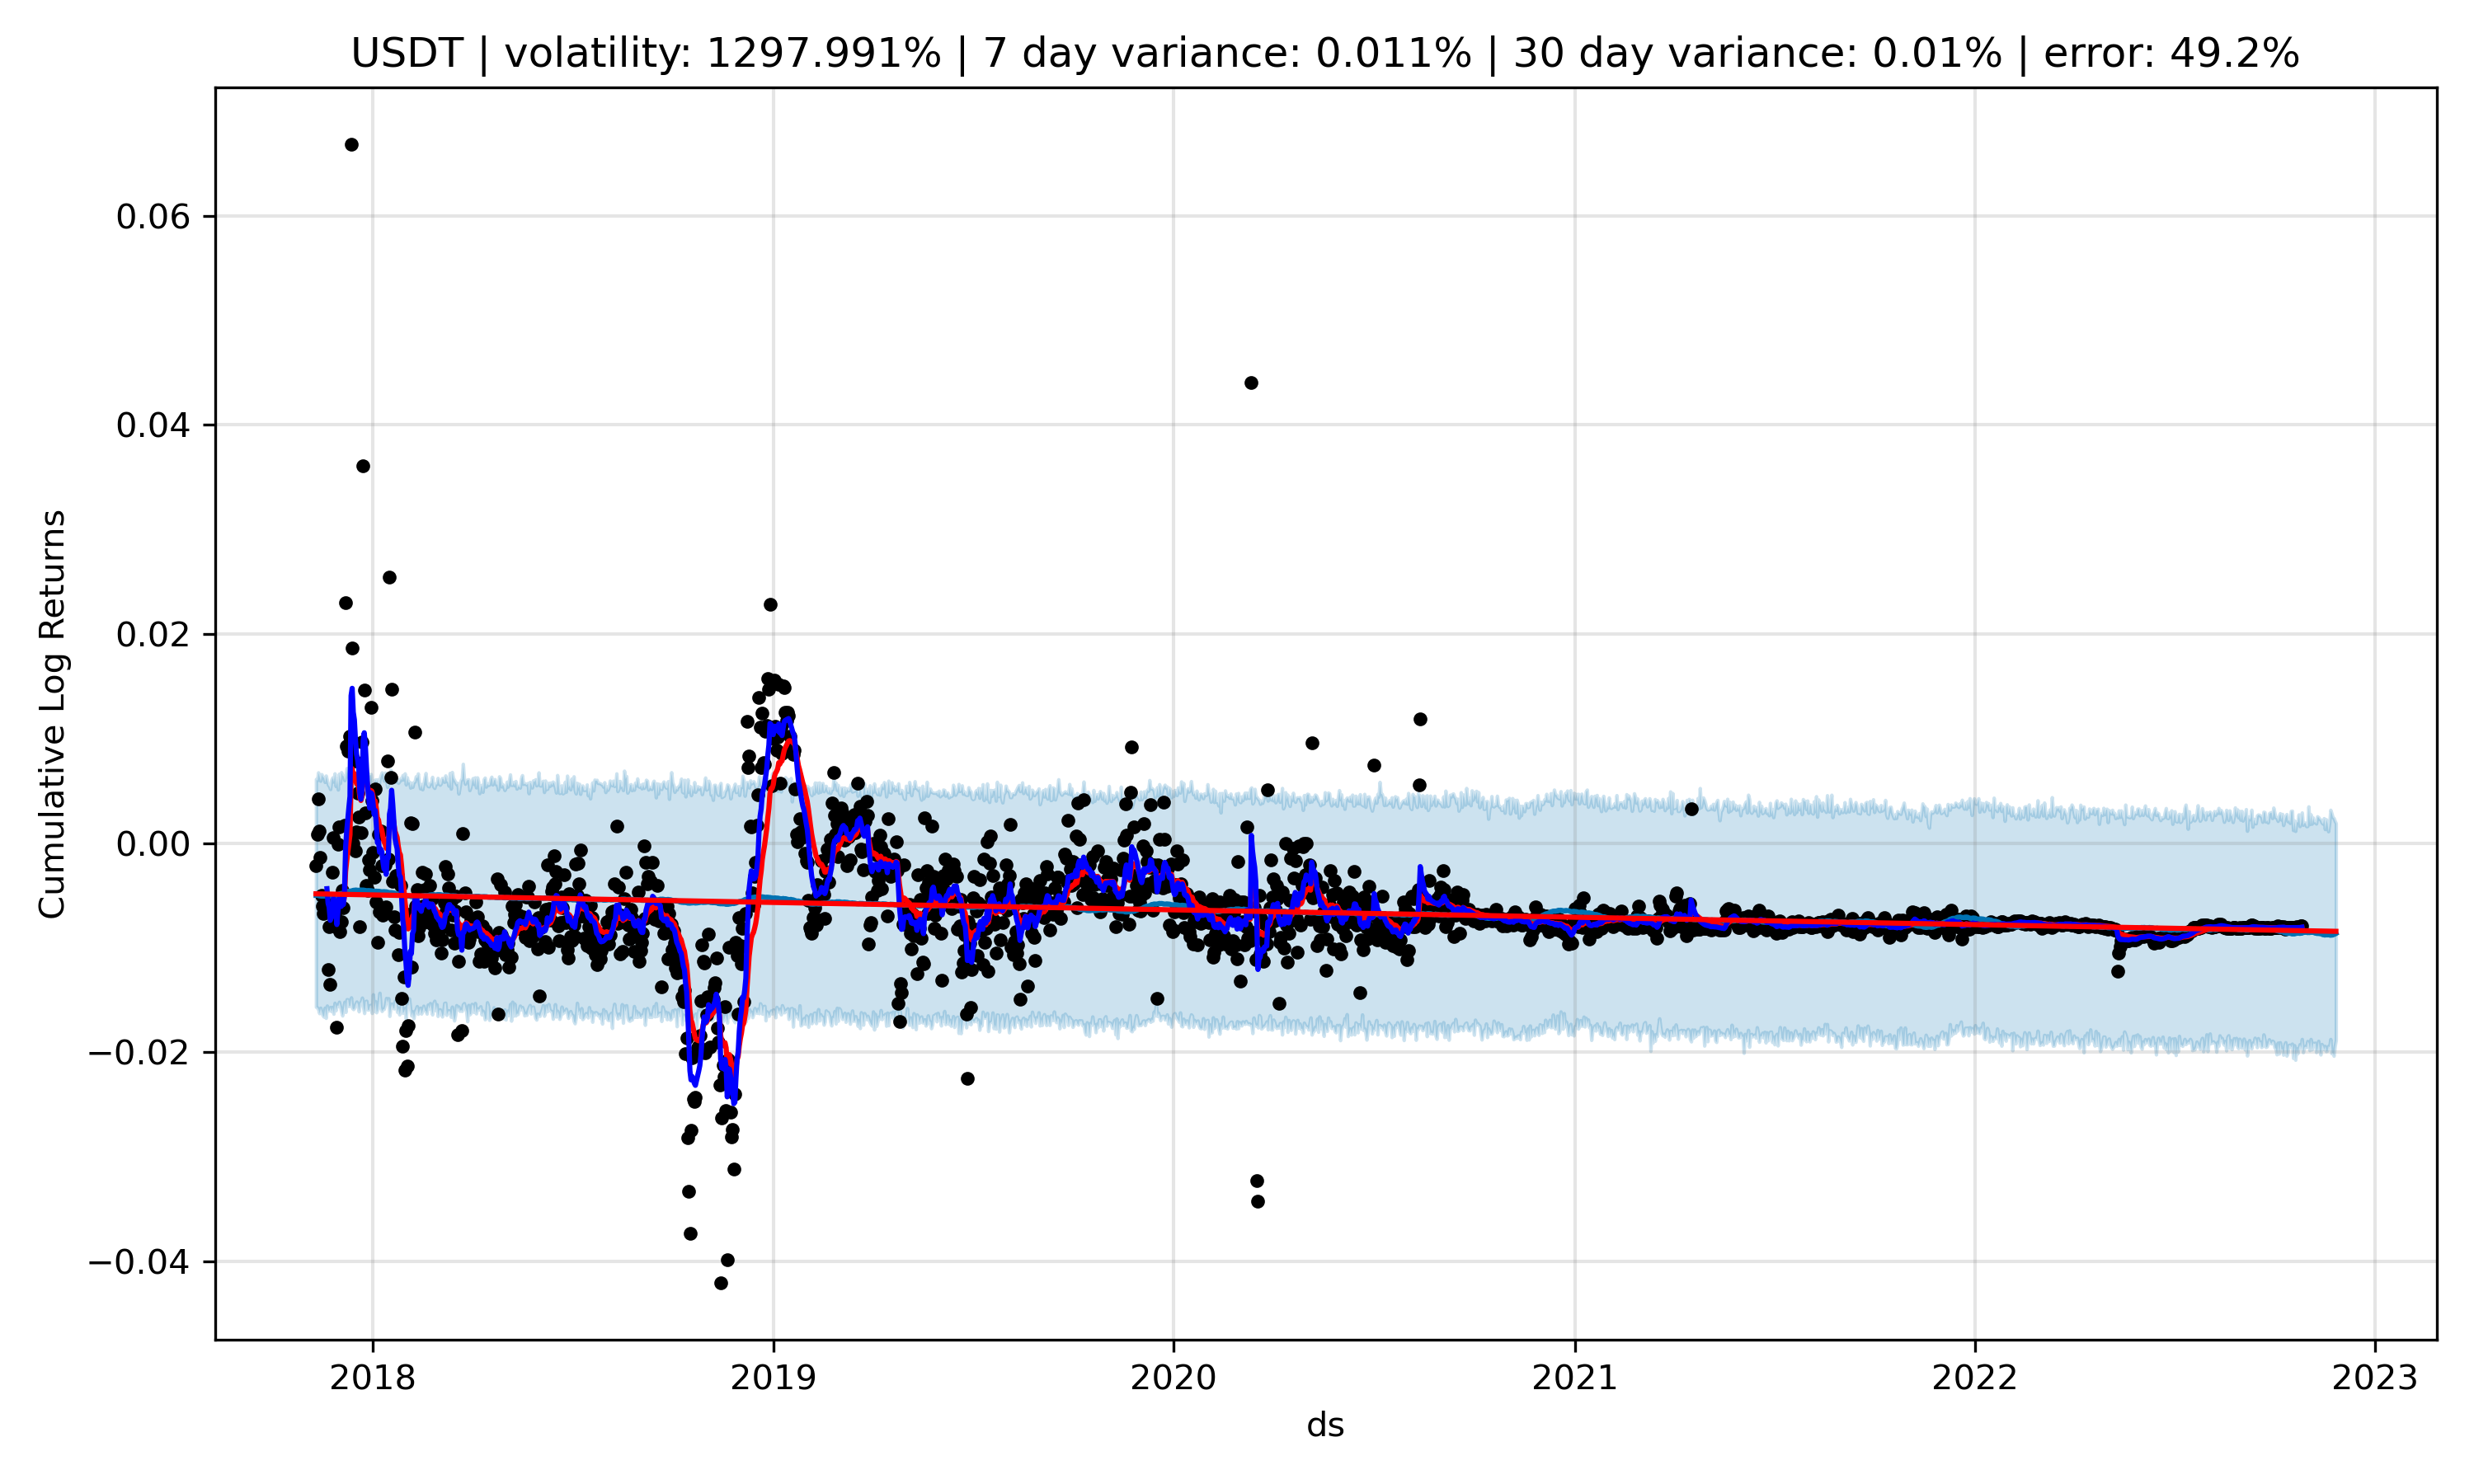 USDT | volatility: 1297.991% | 7 day variance: 0.011% | 30 day variance: 0.01% | error: 49.2%
Cumulative Log Returns
0.06
0.04
0.02
0.00
−0.02
−0.04
2018 2019 2020 2021 2022 2023
ds